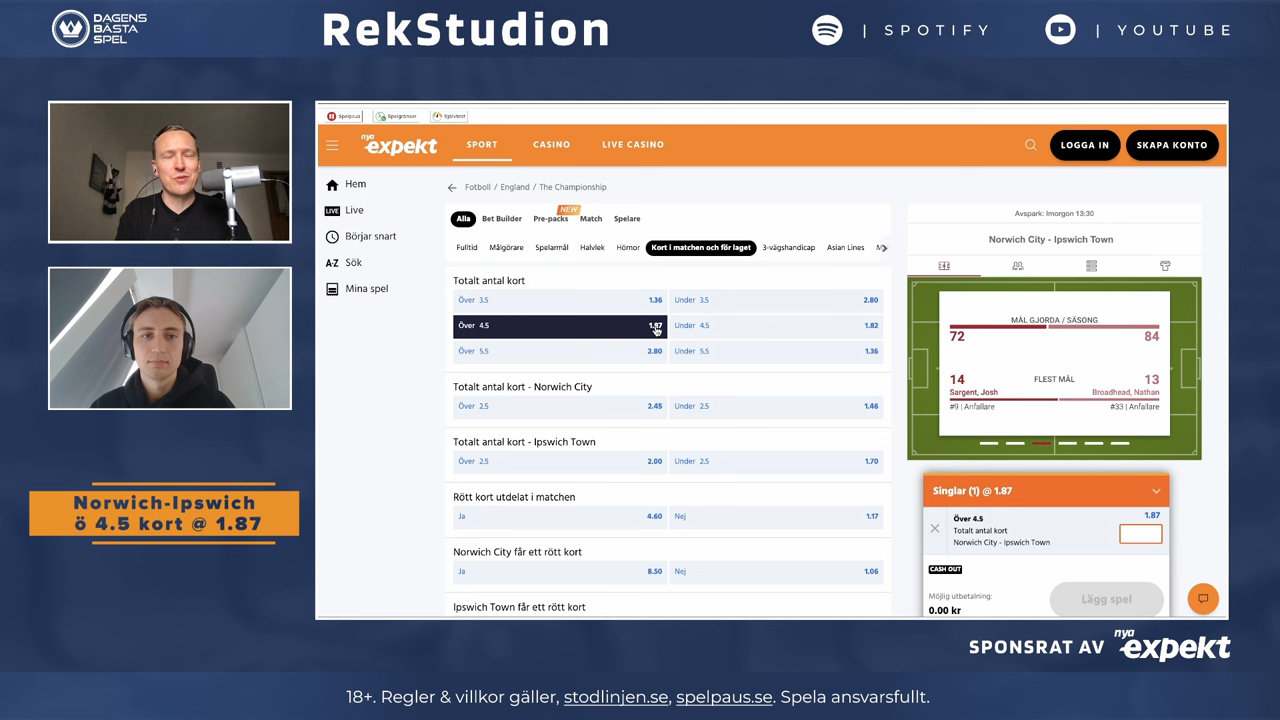 DAGENS
BÄSTA
SPEL
RekStudion
| SPOTIFY
| YOUTUBE
Spelpaus
Spelgränser
Självtest
nya
expekt
SPORT
CASINO
LIVE CASINO
LOGGA IN
SKAPA KONTO
Hem
LIVE Live
Börjar snart
A-Z Sök
Mina spel
Fotboll / England / The Championship
NEW
Alla Bet Builder Pre-packs Match Spelare
Fulltid Målgörare Spelarmål Halvlek Hörnor Kort i matchen och för laget 3-vägshandicap Asian Lines
Totalt antal kort
Över 3.5 1.36 Under 3.5 2.80
Över 4.5 1.87 Under 4.5 1.82
Över 5.5 2.80 Under 5.5 1.36
Totalt antal kort - Norwich City
Över 2.5 2.45 Under 2.5 1.46
Totalt antal kort - Ipswich Town
Över 2.5 2.00 Under 2.5 1.70
Rött kort utdelat i matchen
Ja 4.60 Nej 1.17
Norwich City får ett rött kort
Ja 8.50 Nej 1.06
Ipswich Town får ett rött kort
Avspark: Imorgon 13:30
Norwich City - Ipswich Town
MÅL GJORDA / SÄSONG
72 84
14 FLEST MÅL 13
Sargent, Josh Broadhead, Nathan
#9 | Anfallare #33 | Anfallare
Singlar (1) @ 1.87
Över 4.5 1.87
Totalt antal kort
Norwich City - Ipswich Town
CASH OUT
Möjlig utbetalning:
0.00 kr
Lägg spel
Norwich-Ipswich
ö 4.5 kort @ 1.87
SPONSRAT AV nya expekt
18+. Regler & villkor gäller, stodlinjen.se, spelpaus.se. Spela ansvarsfullt.